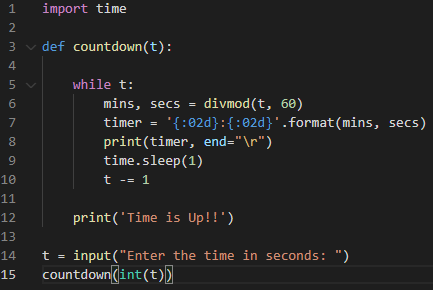 1 import time
2
3 def countdown(t):
4
5     while t:
6         mins, secs = divmod(t, 60)
7         timer = '{:02d}:{:02d}'.format(mins, secs)
8         print(timer, end="\r")
9         time.sleep(1)
10         t -= 1
11
12     print('Time is Up!!')
13
14 t = input("Enter the time in seconds: ")
15 countdown(int(t))